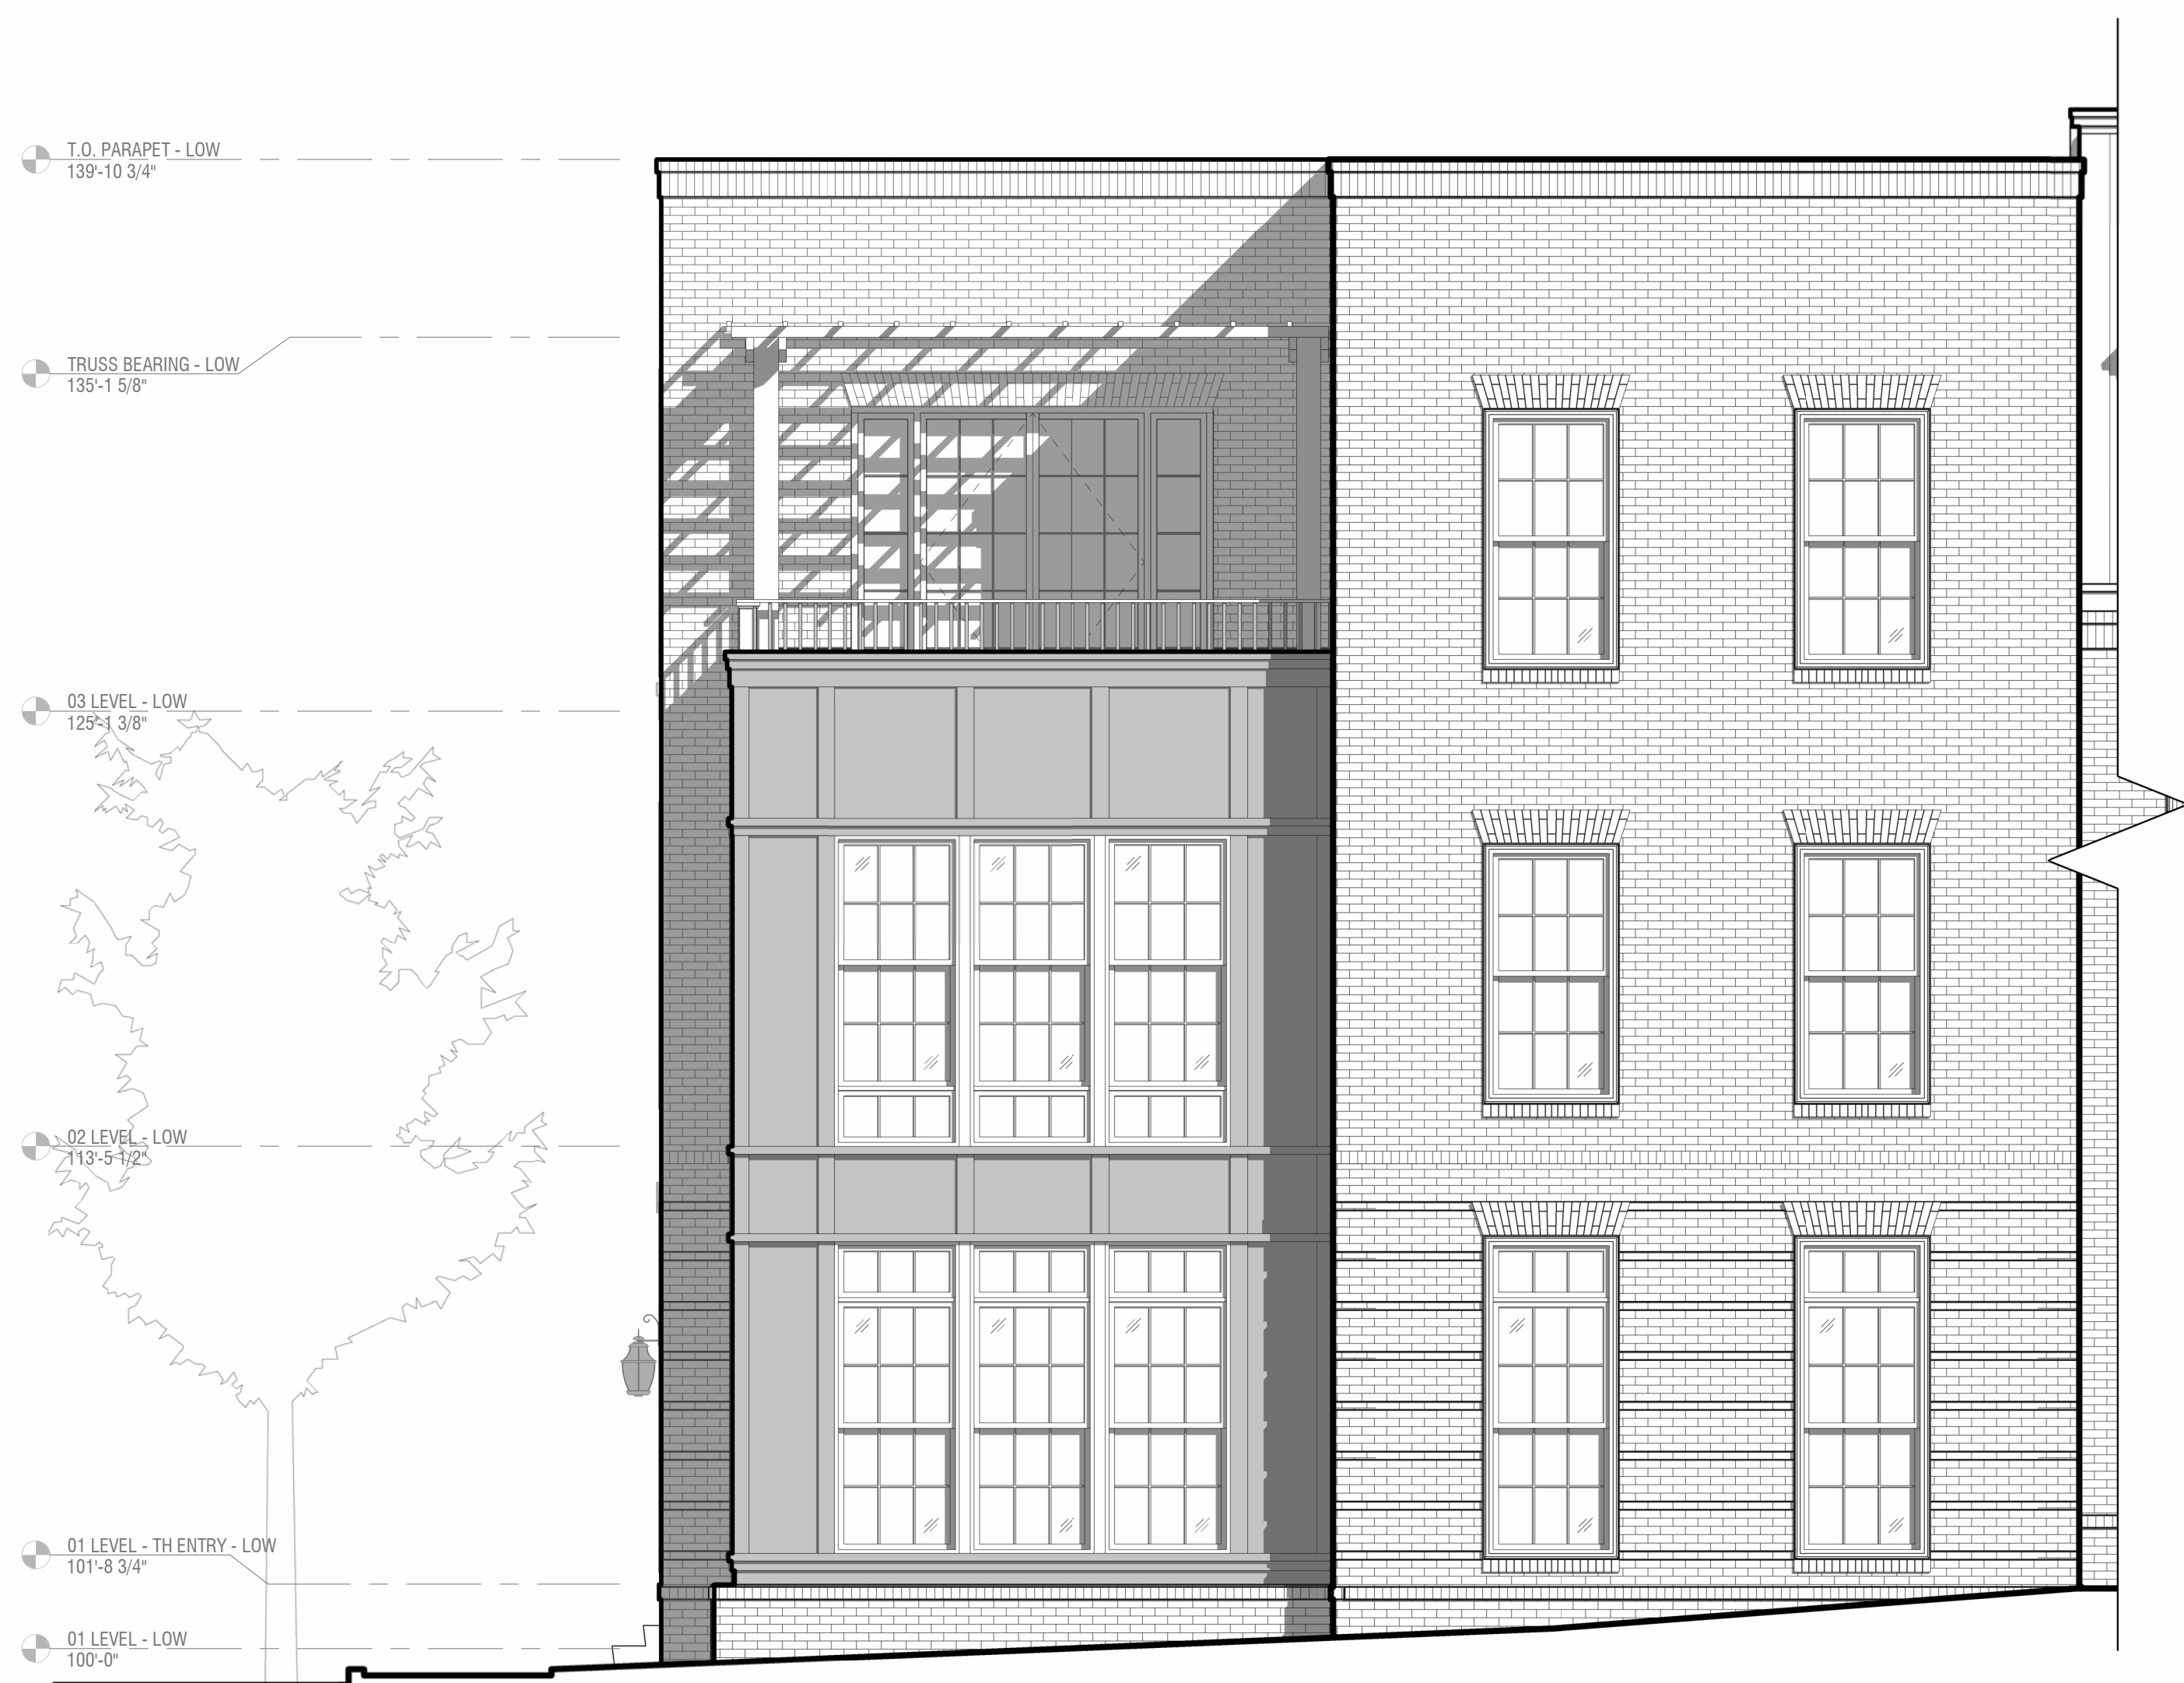 T.O. PARAPET - LOW
139'-10 3/4"
TRUSS BEARING - LOW
135'-1 5/8"
03 LEVEL - LOW
125'-1 3/8"
02 LEVEL - LOW
113'-5 1/2"
01 LEVEL - TH ENTRY - LOW
101'-8 3/4"
01 LEVEL - LOW
100'-0"